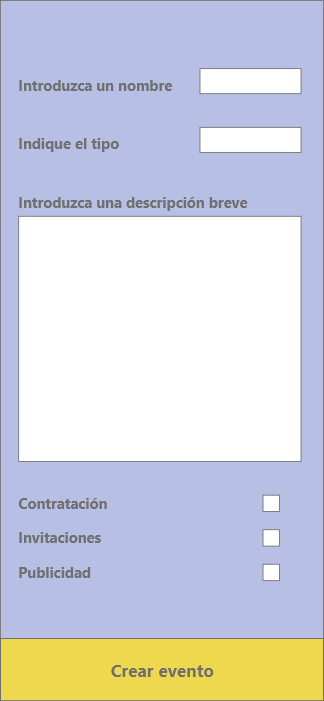 Introduzca un nombre
Indique el tipo
Introduzca una descripción breve
Contratación
Invitaciones
Publicidad
Crear evento